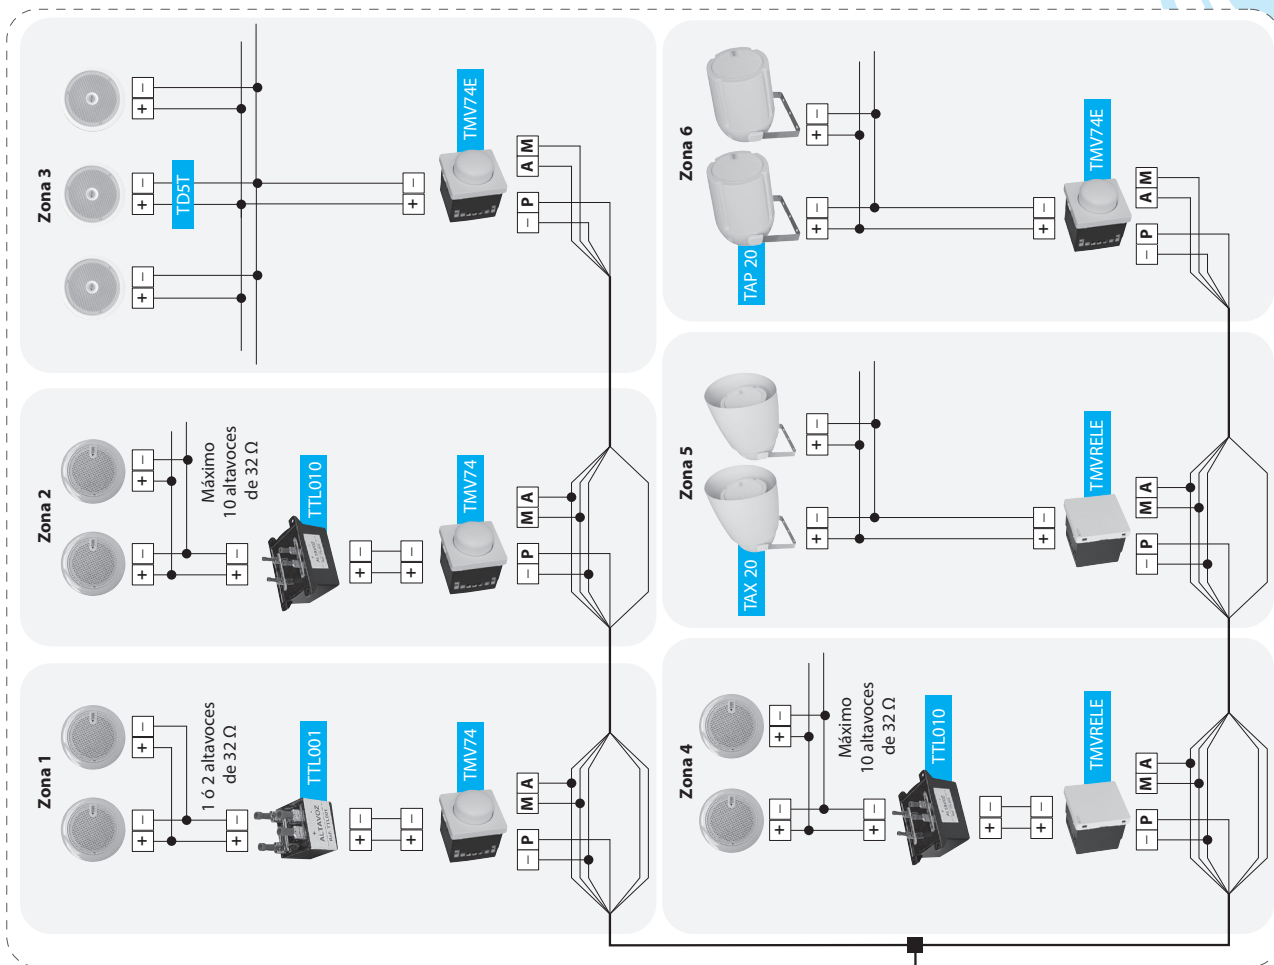 Zona 1
1 ó 2 altavoces
de 32 Ω
TTL001
ALTAVOZ
TMV74
+ –
+ –
+ –
+ –
+ –
– P M A
Zona 2
Máximo
10 altavoces
de 32 Ω
TTL010
TMV74
+ –
+ –
+ –
+ –
+ –
– P M A
Zona 3
TD5T
TMV74E
+ –
+ –
+ –
+ –
– P A M
Zona 4
Máximo
10 altavoces
de 32 Ω
TTL010
TMVRELE
+ –
+ –
+ –
+ –
+ –
– P M A
Zona 5
TAX 20
TMVRELE
+ –
+ –
+ –
– P M A
Zona 6
TAP 20
TMV74E
+ –
+ –
+ –
– P A M